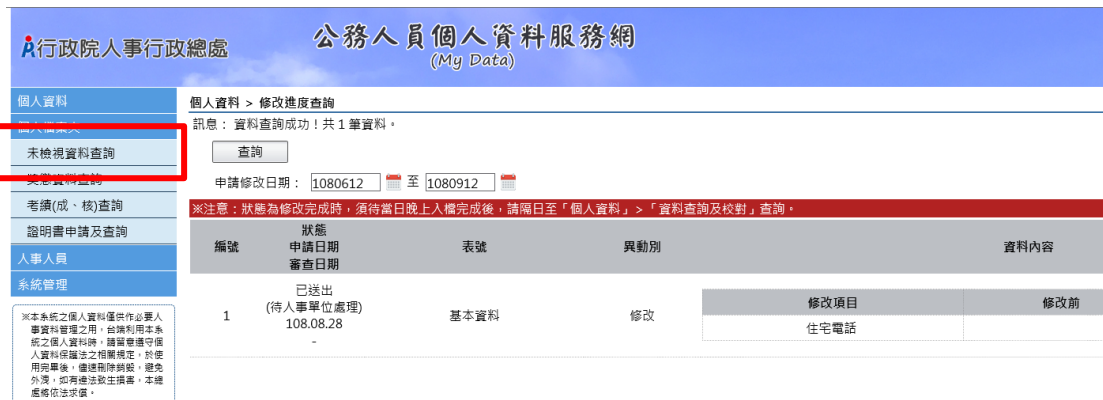 行政院人事行政總處
公務人員個人資料服務網
(My Data)
個人資料
個人檔案夾
未檢視資料查詢
獎懲資料查詢
考績(成、核)查詢
證明書申請及查詢
人事人員
系統管理
※本系統之個人資料僅供作必要人
事資料管理之用，台端利用本系
統之個人資料時，請留意遵守個
人資料保護法之相關規定，於使
用完畢後，儘速刪除銷毀，避免
外洩，如有違法致生損害，本總
處將依法求償。
個人資料 > 修改進度查詢
訊息： 資料查詢成功！共 1 筆資料。
查詢
申請修改日期： 1080612 至 1080912
※注意：狀態為修改完成時，須待當日晚上入檔完成後，請隔日至「個人資料」>「資料查詢及校對」查詢。
編號 狀態 申請日期 審查日期 表號 異動別 資料內容
1 已送出 (待人事單位處理) 108.08.28 - 基本資料 修改
修改項目 修改前
住宅電話